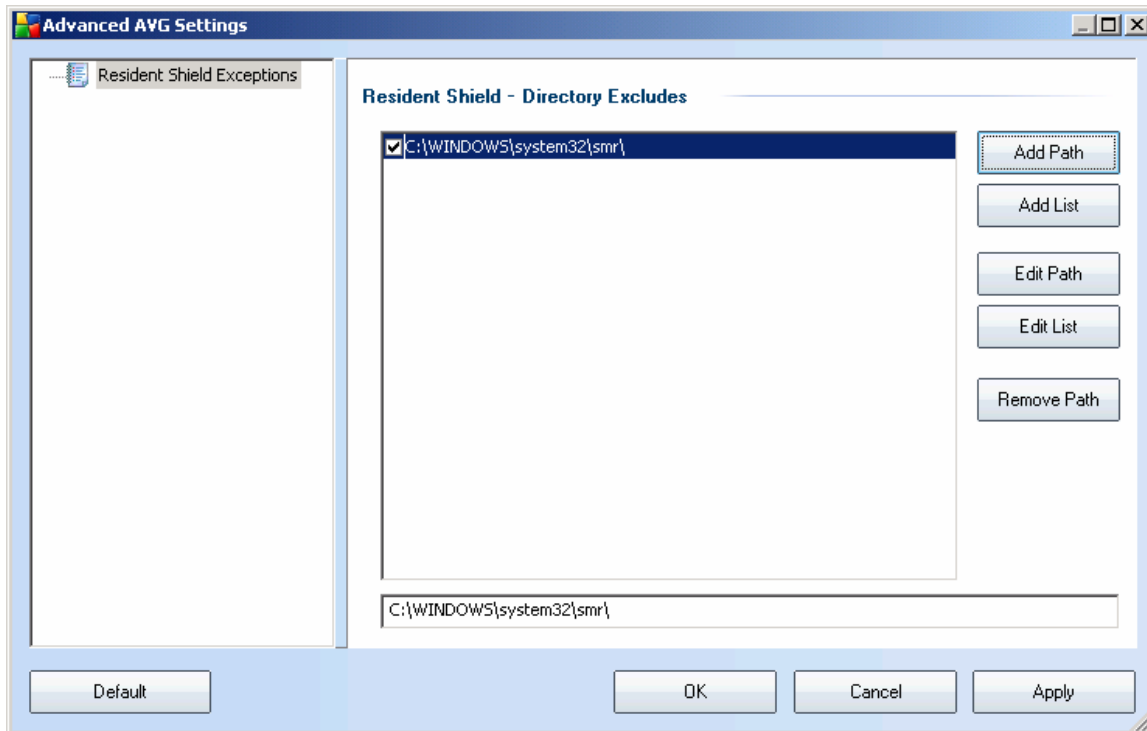 Advanced AVG Settings
Resident Shield Exceptions
Resident Shield - Directory Excludes
C:\WINDOWS\system32\smr\
Add Path
Add List
Edit Path
Edit List
Remove Path
C:\WINDOWS\system32\smr\
Default
OK
Cancel
Apply